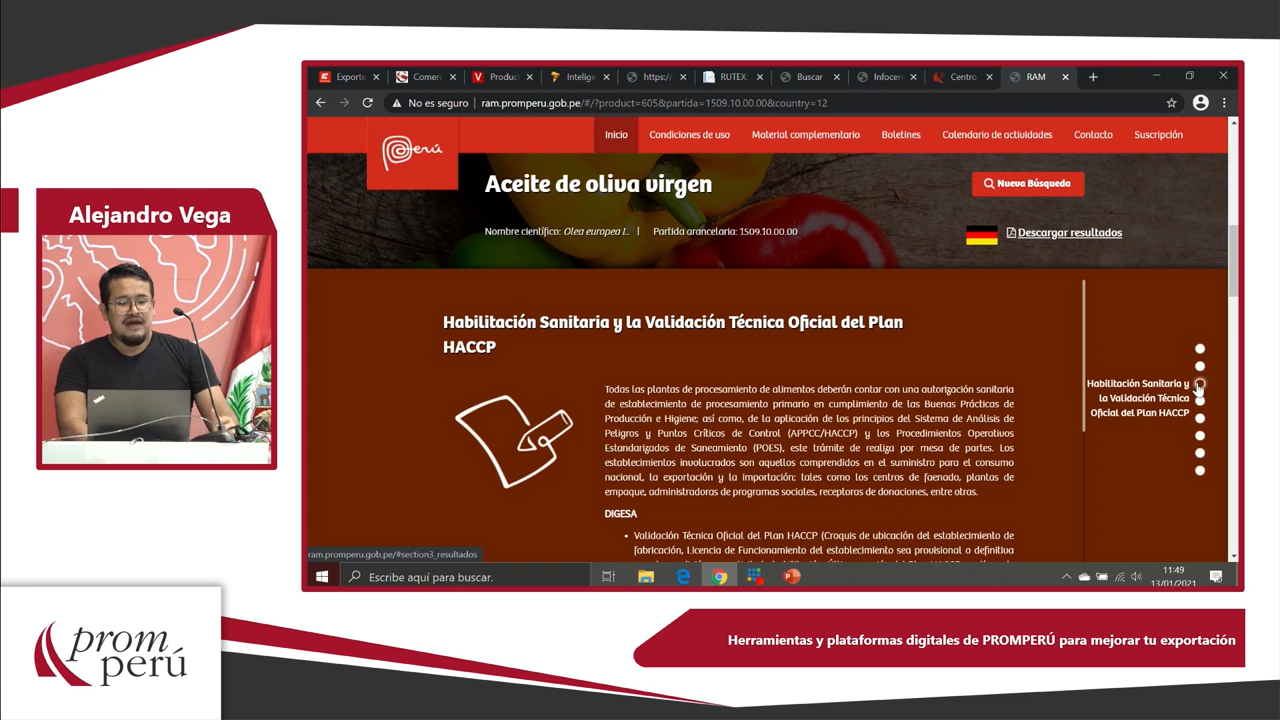 Alejandro Vega
Exporte
Comerc
Product
Intelige
https:/
RUTEX:
Buscar
Infocen
Centro
RAM
No es seguro
ram.promperu.gob.pe/#/?product=605&partida=1509.10.00.00&country=12
Perú
Inicio
Condiciones de uso
Material complementario
Boletines
Calendario de actividades
Contacto
Suscripción
Aceite de oliva virgen
Nueva Búsqueda
Nombre científico: Olea europea L. | Partida arancelaria: 1509.10.00.00
Descargar resultados
Habilitación Sanitaria y la Validación Técnica Oficial del Plan
HACCP
Todas las plantas de procesamiento de alimentos deberán contar con una autorización sanitaria
de establecimiento de procesamiento primario en cumplimiento de las Buenas Prácticas de
Producción e Higiene; así como, de la aplicación de los principios del Sistema de Análisis de
Peligros y Puntos Críticos de Control (APPCC/HACCP) y los Procedimientos Operativos
Estandarizados de Saneamiento (POES), este trámite de realiza por mesa de partes. Los
establecimientos involucrados son aquellos comprendidos en el suministro para el consumo
nacional, la exportación y la importación; tales como los centros de faenado, plantas de
empaque, administradoras de programas sociales, receptoras de donaciones, entre otras.
DIGESA
• Validación Técnica Oficial del Plan HACCP (Croquis de ubicación del establecimiento de
fabricación, Licencia de Funcionamiento del establecimiento sea provisional o definitiva
Habilitación Sanitaria y
la Validación Técnica
Oficial del Plan HACCP
ram.promperu.gob.pe/#section3_resultados
Escribe aquí para buscar.
11:49
13/01/2021
prom
perú
Herramientas y plataformas digitales de PROMPERÚ para mejorar tu exportación